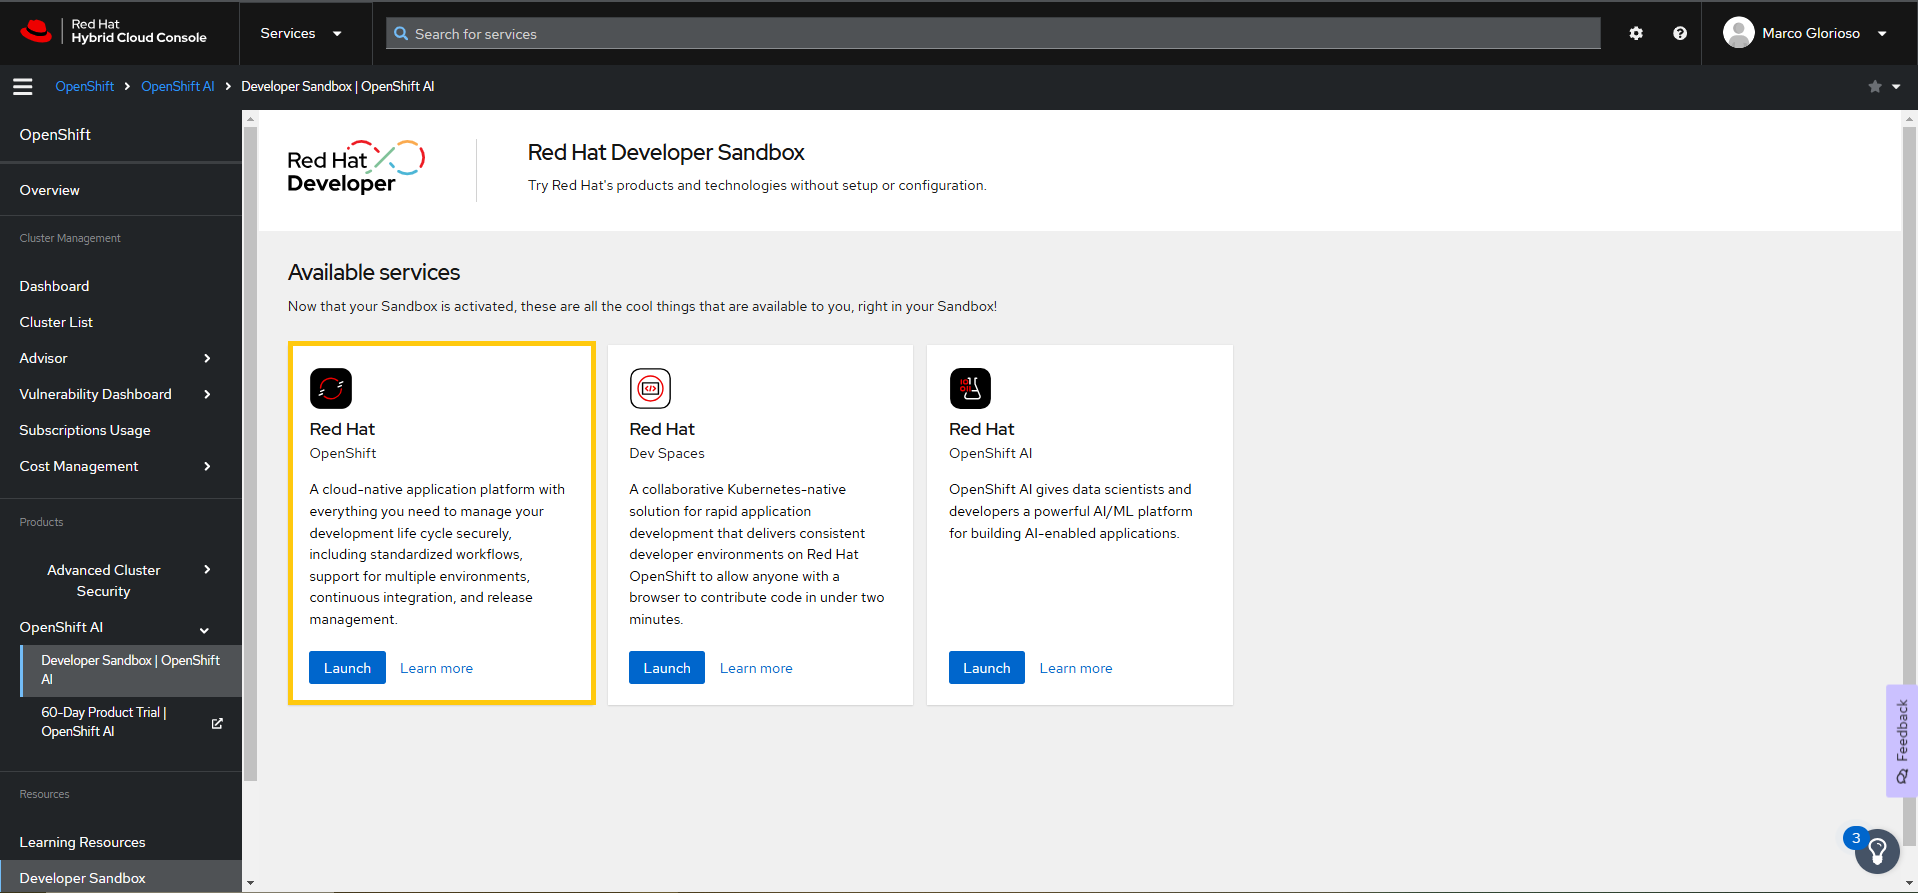 Red Hat
Hybrid Cloud Console
Services
Search for services
Marco Glorioso
OpenShift
OpenShift AI
Developer Sandbox | OpenShift AI
OpenShift
Overview
Cluster Management
Dashboard
Cluster List
Advisor
Vulnerability Dashboard
Subscriptions Usage
Cost Management
Products
Advanced Cluster
Security
OpenShift AI
Developer Sandbox | OpenShift
AI
60-Day Product Trial |
OpenShift AI
Resources
Learning Resources
Developer Sandbox
Red Hat
Developer
Red Hat Developer Sandbox
Try Red Hat's products and technologies without setup or configuration.
Available services
Now that your Sandbox is activated, these are all the cool things that are available to you, right in your Sandbox!
Red Hat
OpenShift
A cloud-native application platform with
everything you need to manage your
development life cycle securely,
including standardized workflows,
support for multiple environments,
continuous integration, and release
management.
Launch
Learn more
Red Hat
Dev Spaces
A collaborative Kubernetes-native
solution for rapid application
development that delivers consistent
developer environments on Red Hat
OpenShift to allow anyone with a
browser to contribute code in under two
minutes.
Launch
Learn more
Red Hat
OpenShift AI
OpenShift AI gives data scientists and
developers a powerful AI/ML platform
for building AI-enabled applications.
Launch
Learn more
Feedback
3